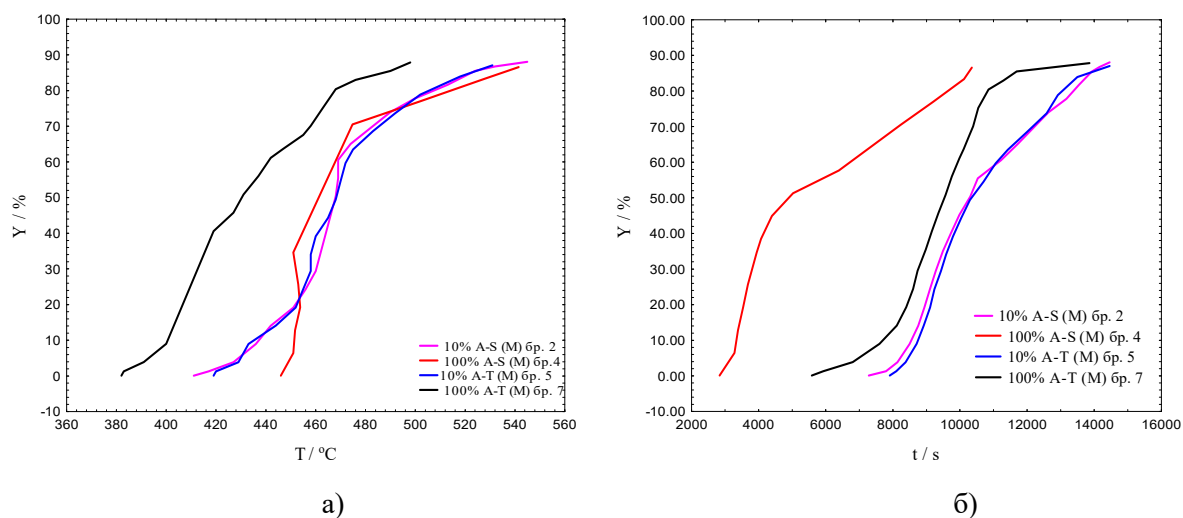 100
90
80
70
60
50
40
30
20
10
0
-10
Y / %
360 380 400 420 440 460 480 500 520 540 560
T / °C
10% A-S (M) бр. 2
100% A-S (M) бр.4
10% A-T (M) бр. 5
100% A-T (M) бр. 7
а)
100.00
90.00
80.00
70.00
60.00
50.00
40.00
30.00
20.00
10.00
0.00
-10.00
Y / %
2000 4000 6000 8000 10000 12000 14000 16000
t / s
10% A-S (M) бр. 2
100% A-S (M) бр. 4
10% A-T (M) бр. 5
100% A-T (M) бр. 7
б)